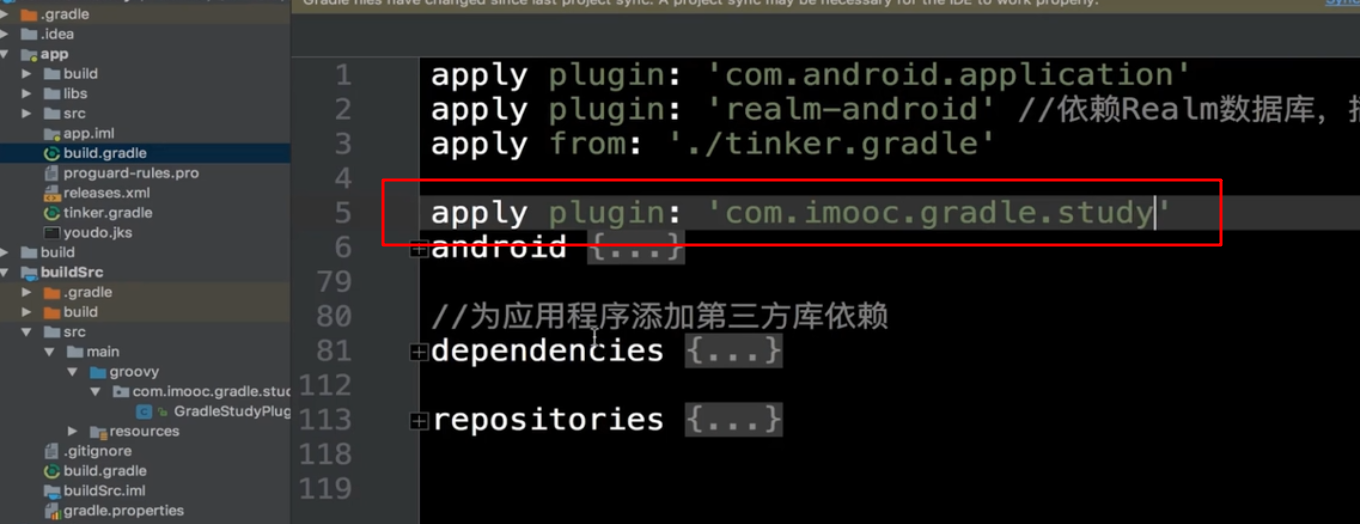 Gradle files have changed since last project sync. A project sync may be necessary for the IDE to work properly.
.gradle
.idea
app
build
libs
src
app.iml
build.gradle
proguard-rules.pro
releases.xml
tinker.gradle
youdo.jks
build
buildSrc
.gradle
build
src
main
groovy
com.imooc.gradle.stuc
GradleStudyPlug
resources
.gitignore
build.gradle
buildSrc.iml
gradle.properties
1 apply plugin: 'com.android.application'
2 apply plugin: 'realm-android' //依赖Realm数据库，
3 apply from: './tinker.gradle'
4
5 apply plugin: 'com.imooc.gradle.study'
6 android {...}
79
80 //为应用程序添加第三方库依赖
81 dependencies {...}
112
113 repositories {...}
118
119